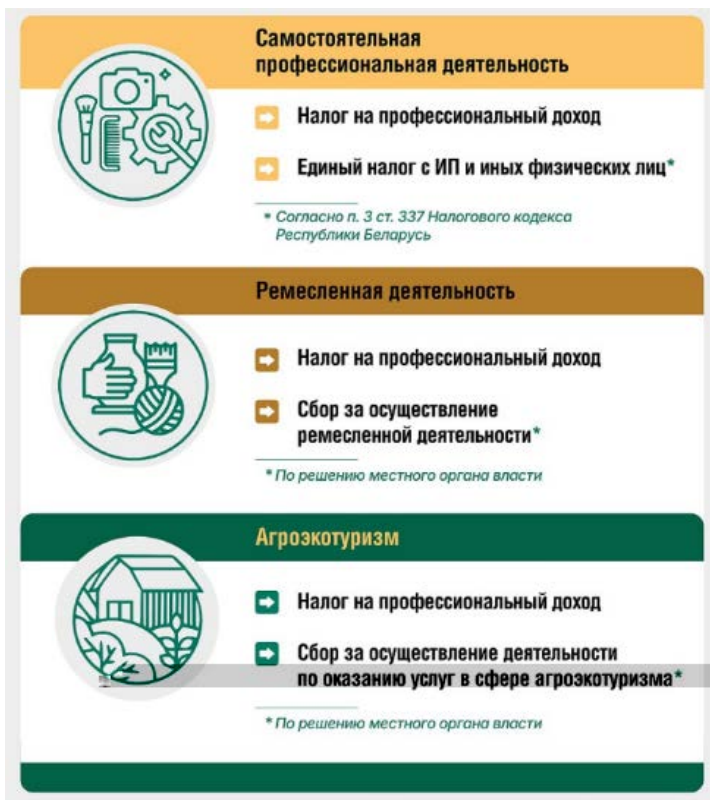 Самостоятельная
профессиональная деятельность
Налог на профессиональный доход
Единый налог с ИП и иных физических лиц*
* Согласно п. 3 ст. 337 Налогового кодекса
Республики Беларусь
Ремесленная деятельность
Налог на профессиональный доход
Сбор за осуществление
ремесленной деятельности*
* По решению местного органа власти
Агроэкотуризм
Налог на профессиональный доход
Сбор за осуществление деятельности
по оказанию услуг в сфере агроэкотуризма*
* По решению местного органа власти